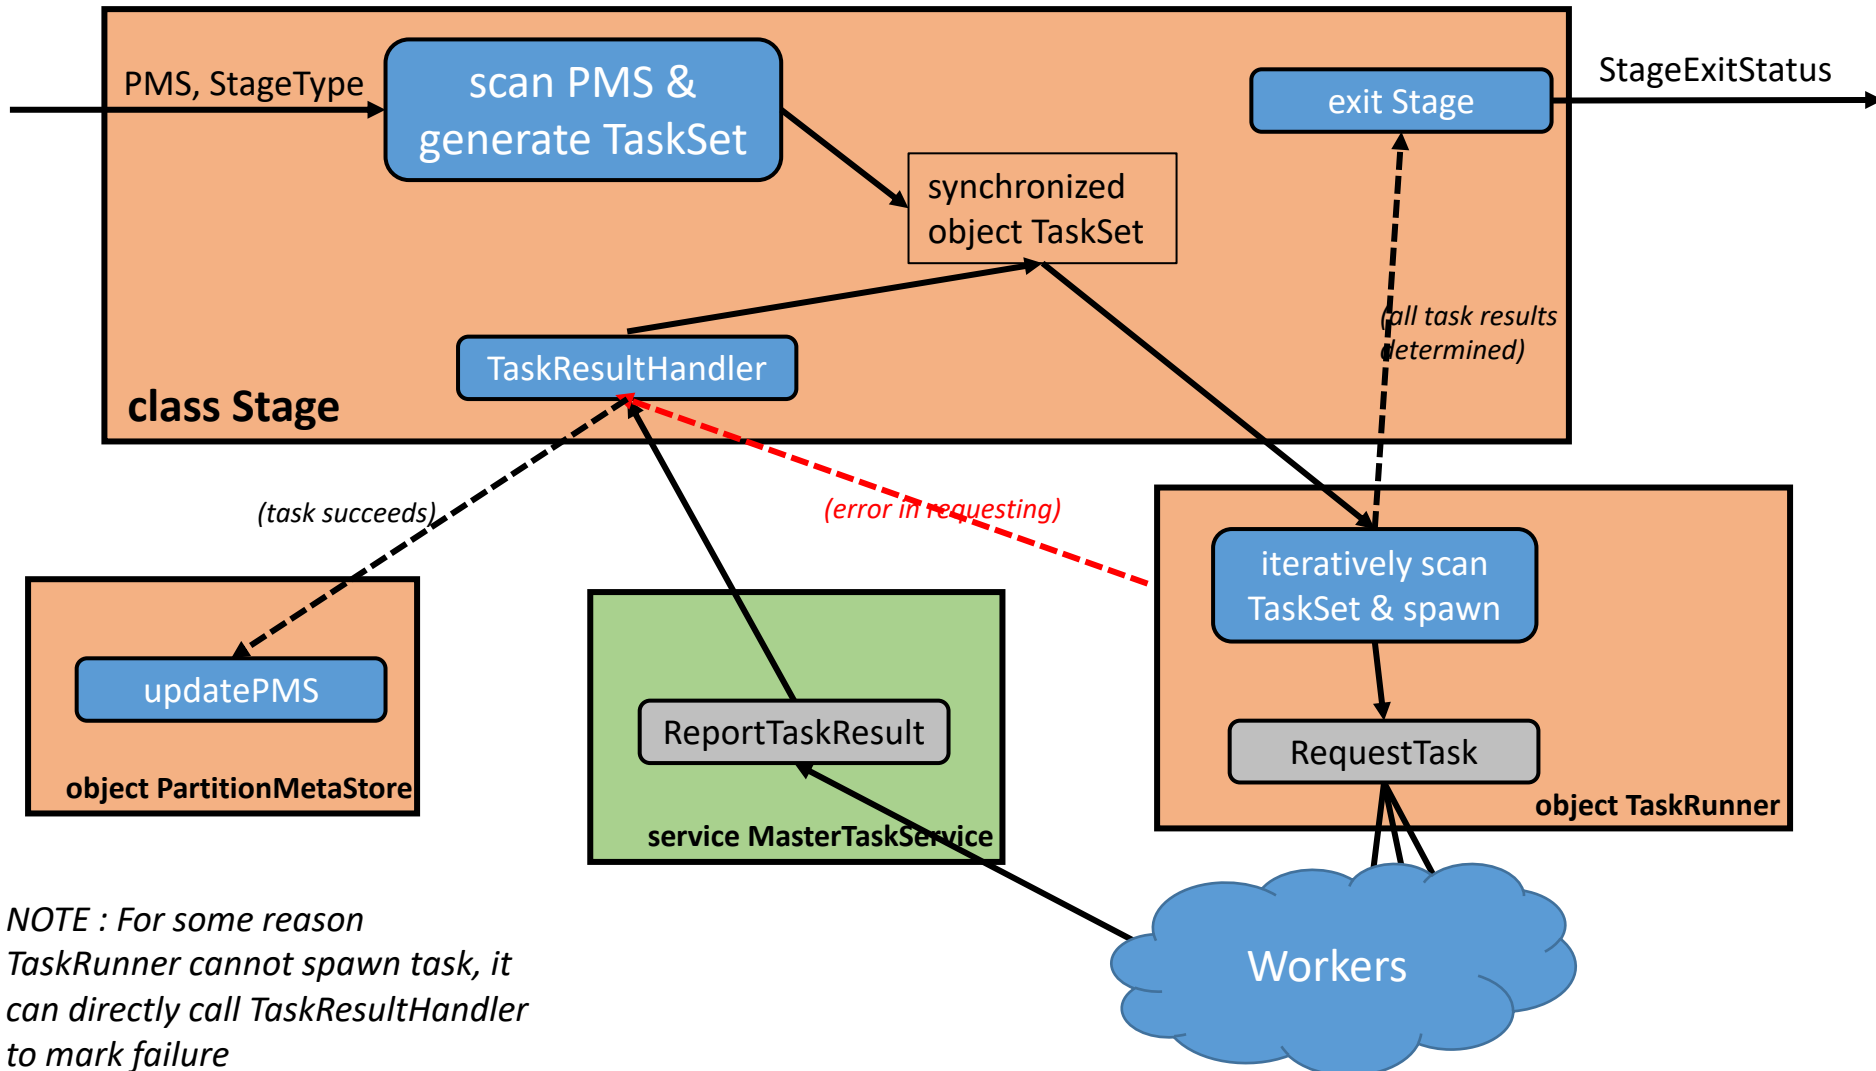 PMS, StageType
scan PMS &
generate TaskSet
exit Stage
StageExitStatus
synchronized
object TaskSet
(all task results
determined)
TaskResultHandler
class Stage
(task succeeds)
(error in requesting)
iteratively scan
TaskSet & spawn
updatePMS
ReportTaskResult
RequestTask
object PartitionMetaStore
service MasterTaskService
object TaskRunner
NOTE : For some reason
TaskRunner cannot spawn task, it
can directly call TaskResultHandler
to mark failure
Workers